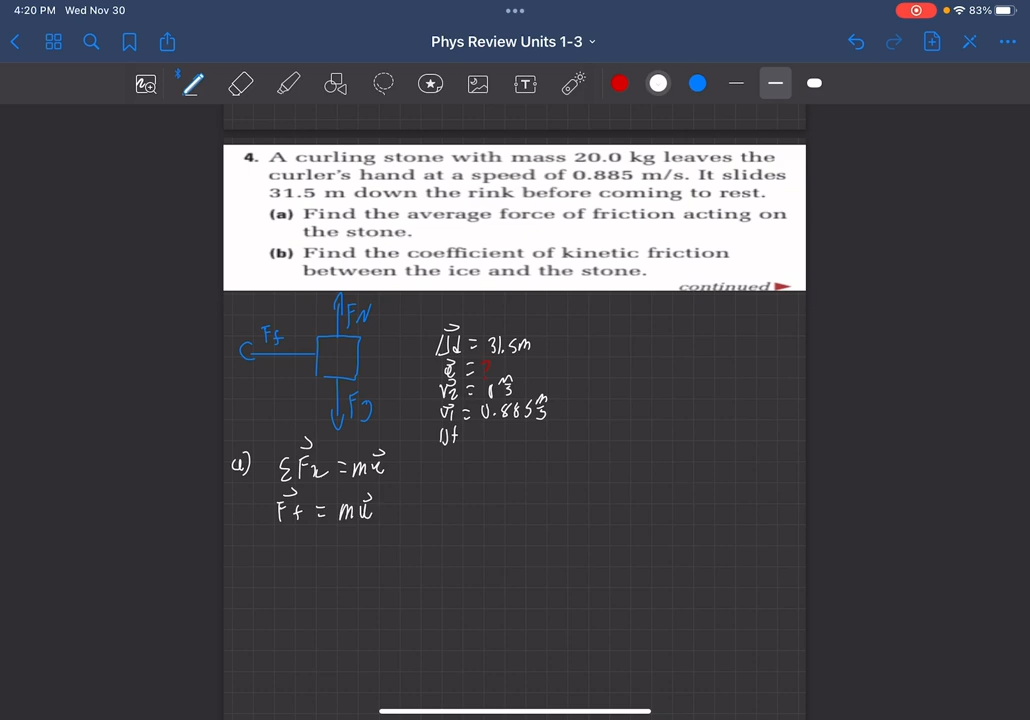 4:20 PM Wed Nov 30
83%
Phys Review Units 1-3
4. A curling stone with mass 20.0 kg leaves the
curler's hand at a speed of 0.885 m/s. It slides
31.5 m down the rink before coming to rest.
(a) Find the average force of friction acting on
the stone.
(b) Find the coefficient of kinetic friction
between the ice and the stone.
continued
FN
Ff
Fg
Δd = 31.5m
a = ?
v2 = 0 m/s
v1 = 0.885 m/s
Δt
a) ΣFx = ma
Ff = ma